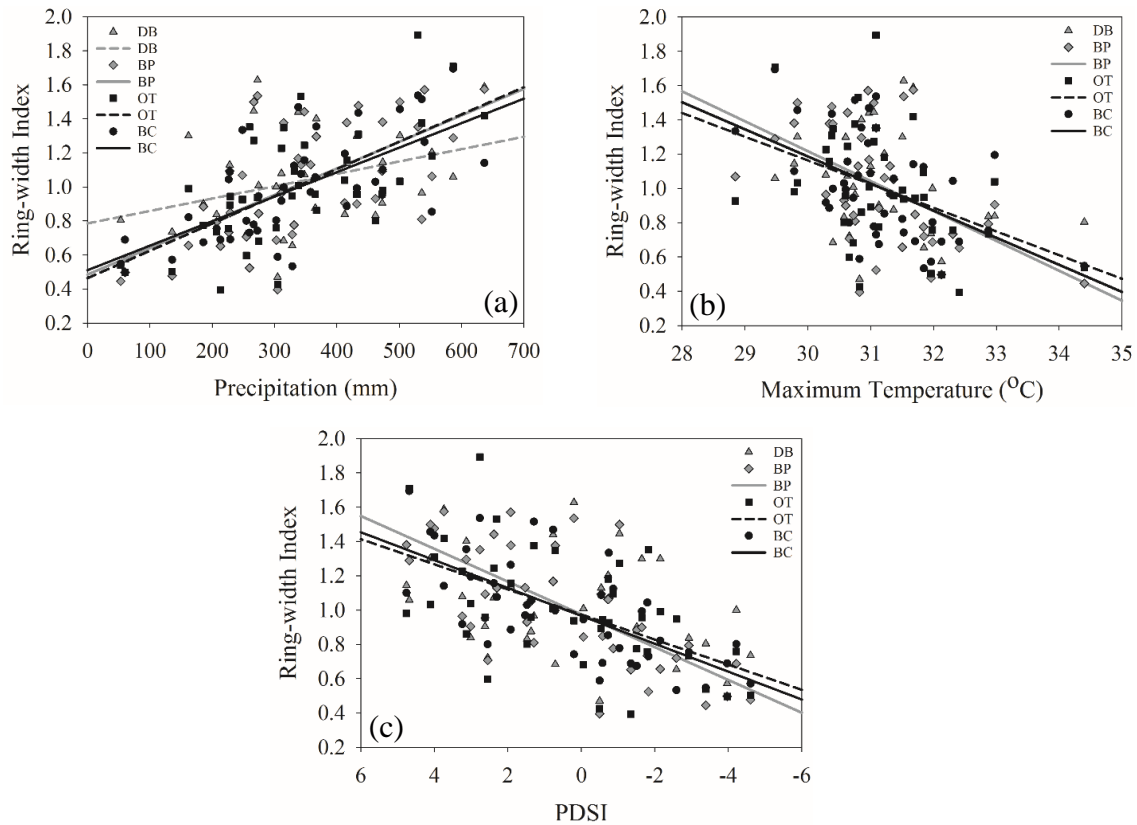 2.0
1.8
1.6
1.4
1.2
1.0
0.8
0.6
0.4
0.2
Ring-width Index
DB
DB
BP
BP
OT
OT
BC
BC
(a)
0 100 200 300 400 500 600 700
Precipitation (mm)
2.0
1.8
1.6
1.4
1.2
1.0
0.8
0.6
0.4
0.2
Ring-width Index
DB
BP
BP
OT
OT
BC
BC
(b)
28 29 30 31 32 33 34 35
Maximum Temperature (OC)
2.0
1.8
1.6
1.4
1.2
1.0
0.8
0.6
0.4
0.2
Ring-width Index
DB
BP
BP
OT
OT
BC
BC
(c)
6 4 2 0 -2 -4 -6
PDSI